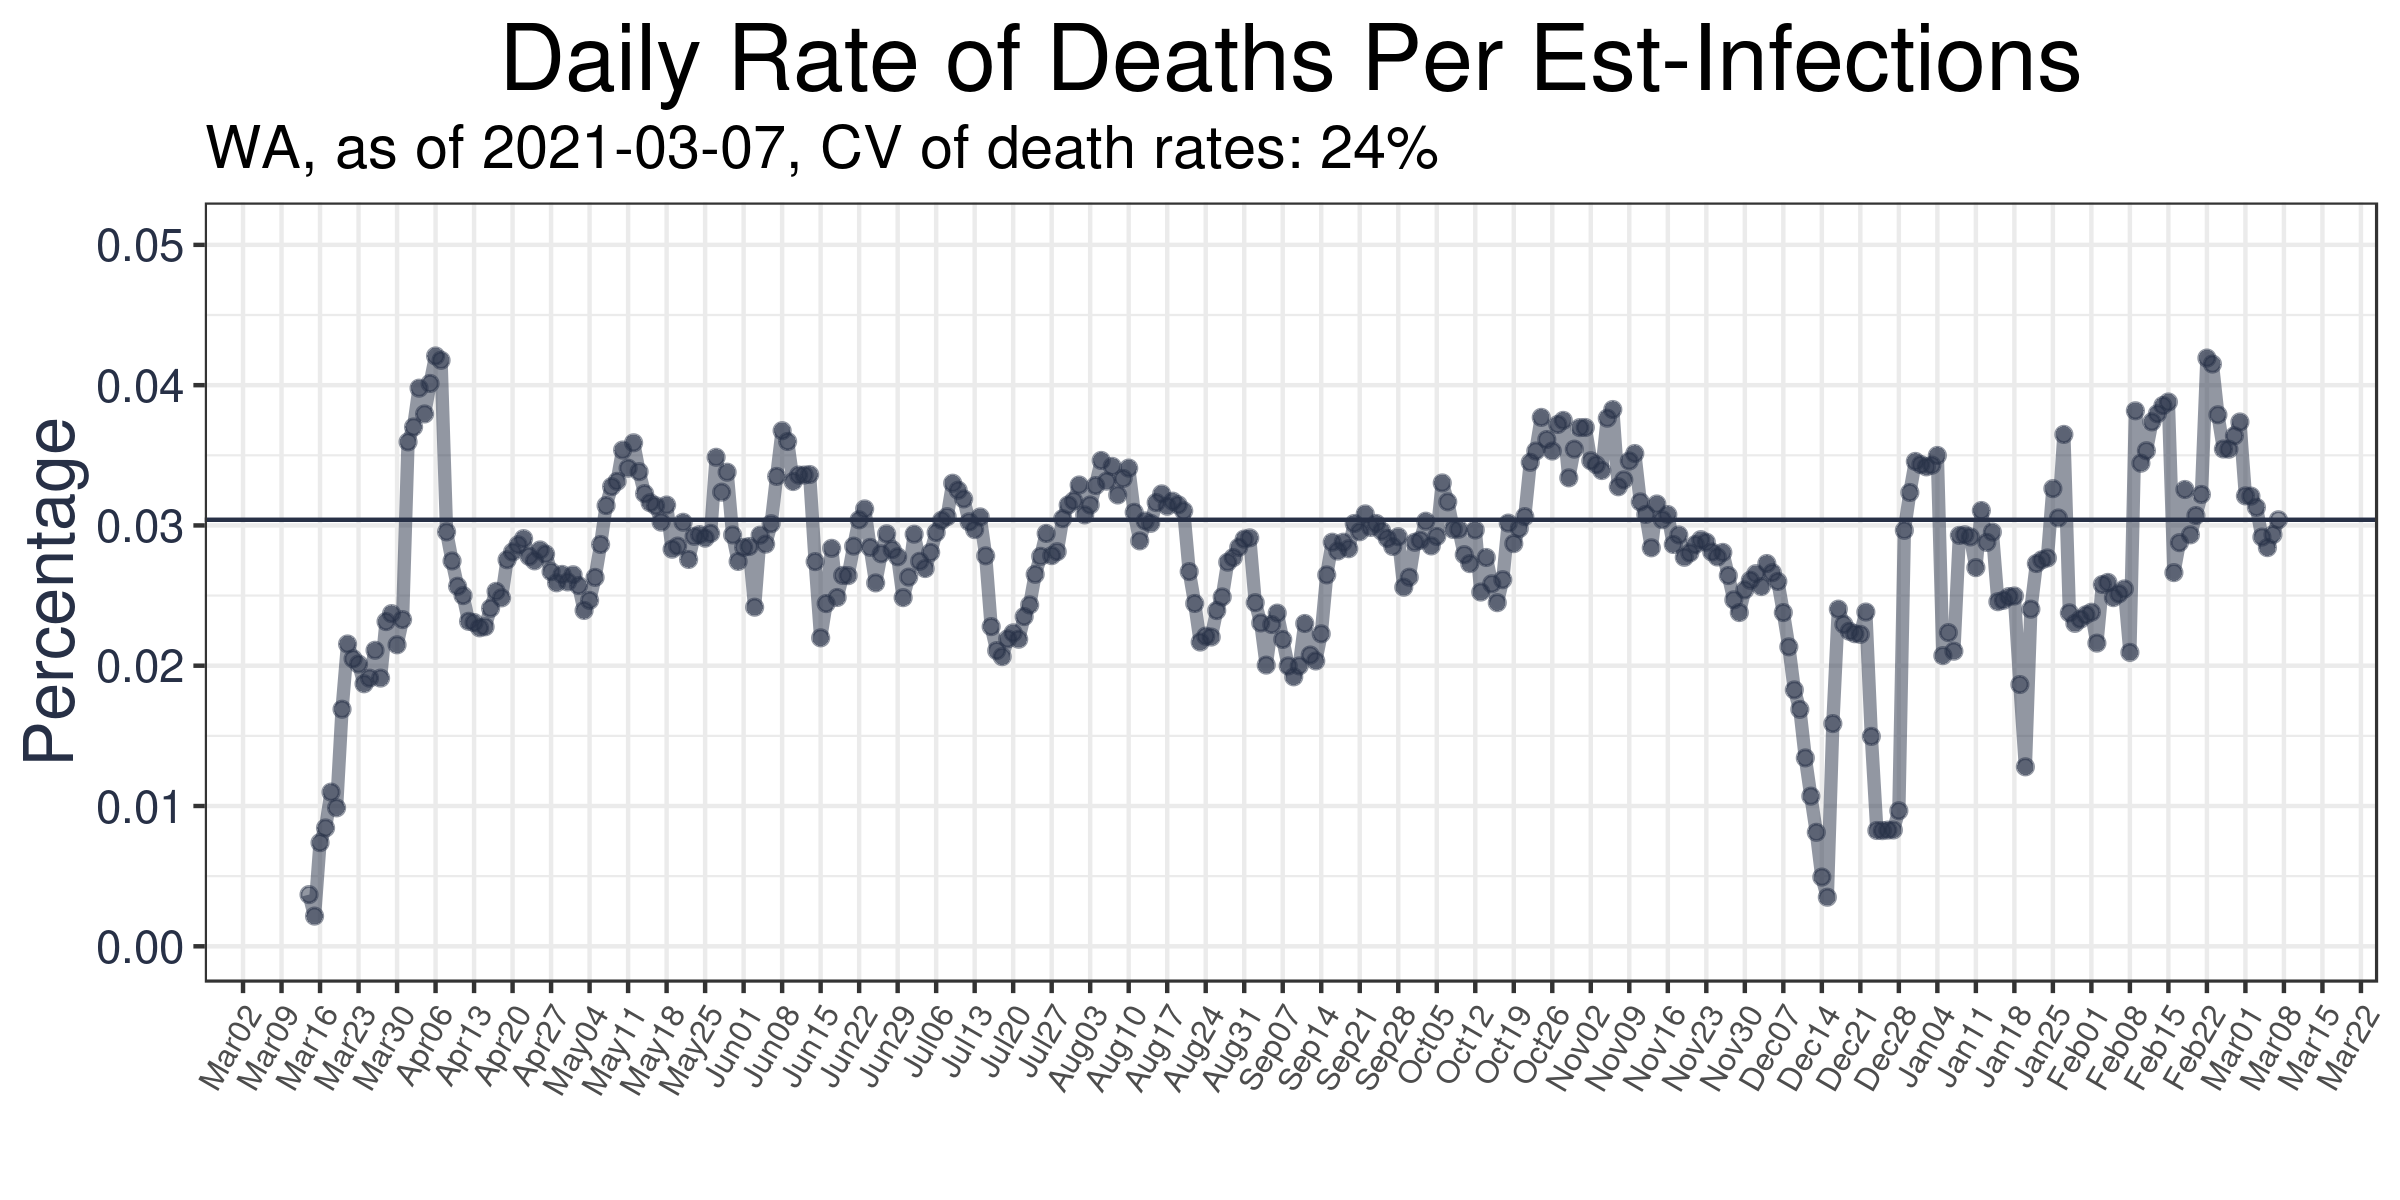 Daily Rate of Deaths Per Est-Infections
WA, as of 2021-03-07, CV of death rates: 24%
Percentage
0.05
0.04
0.03
0.02
0.01
0.00
Mar02
Mar09
Mar16
Mar23
Mar30
Apr06
Apr13
Apr20
Apr27
May04
May11
May18
May25
Jun01
Jun08
Jun15
Jun22
Jun29
Jul06
Jul13
Jul20
Jul27
Aug03
Aug10
Aug17
Aug24
Aug31
Sep07
Sep14
Sep21
Sep28
Oct05
Oct12
Oct19
Oct26
Nov02
Nov09
Nov16
Nov23
Nov30
Dec07
Dec14
Dec21
Dec28
Jan04
Jan11
Jan18
Jan25
Feb01
Feb08
Feb15
Feb22
Mar01
Mar08
Mar15
Mar22